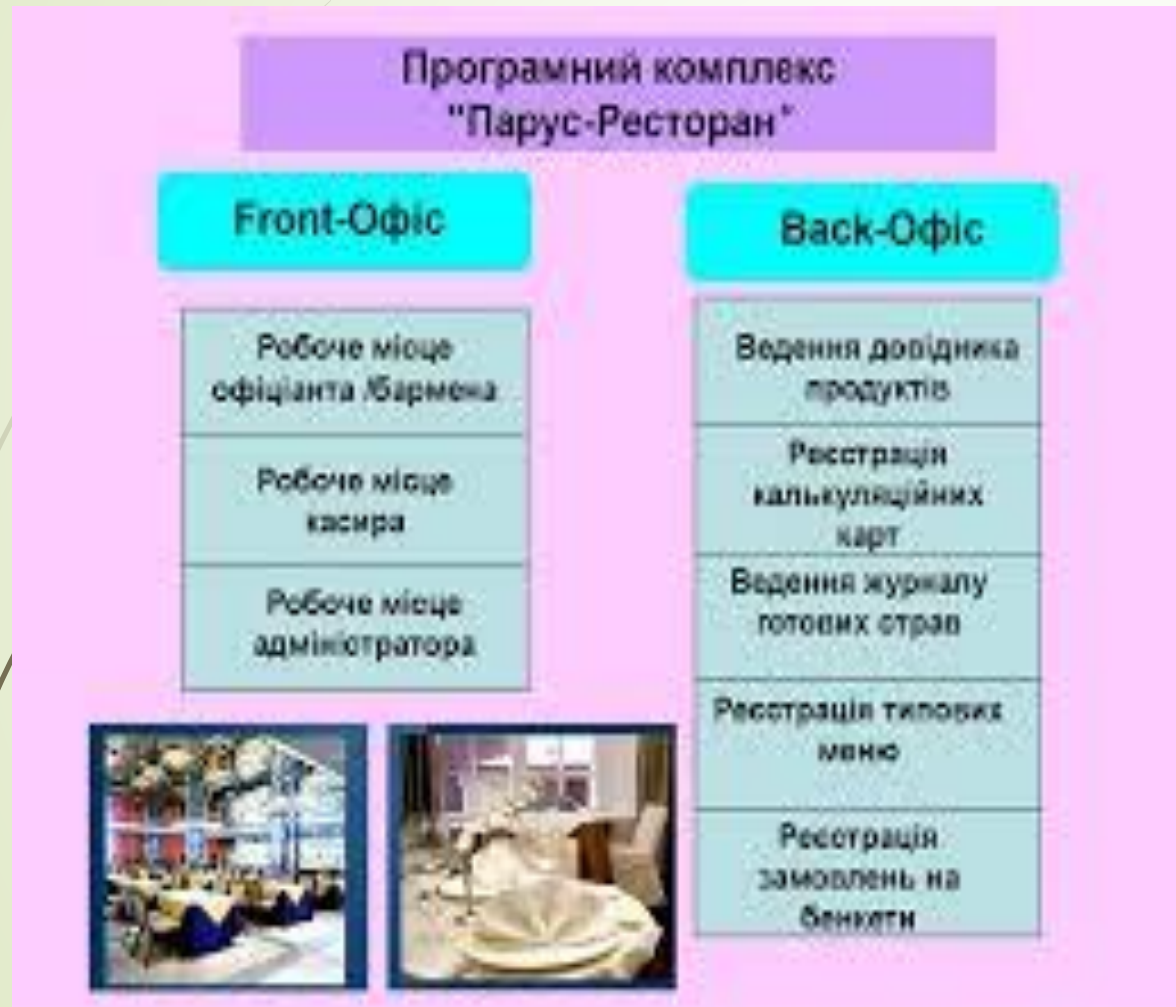 Програмний комплекс
"Парус-Ресторан"
Front-Офіс
Робоче місце
офіціанта /бармена
Робоче місце
касира
Робоче місце
адміністратора
Back-Офіс
Ведення довідника
продуктів
Реєстрація
калькуляційних
карт
Ведення журналу
готових страв
Реєстрація типових
меню
Реєстрація
замовлень на
бенкети